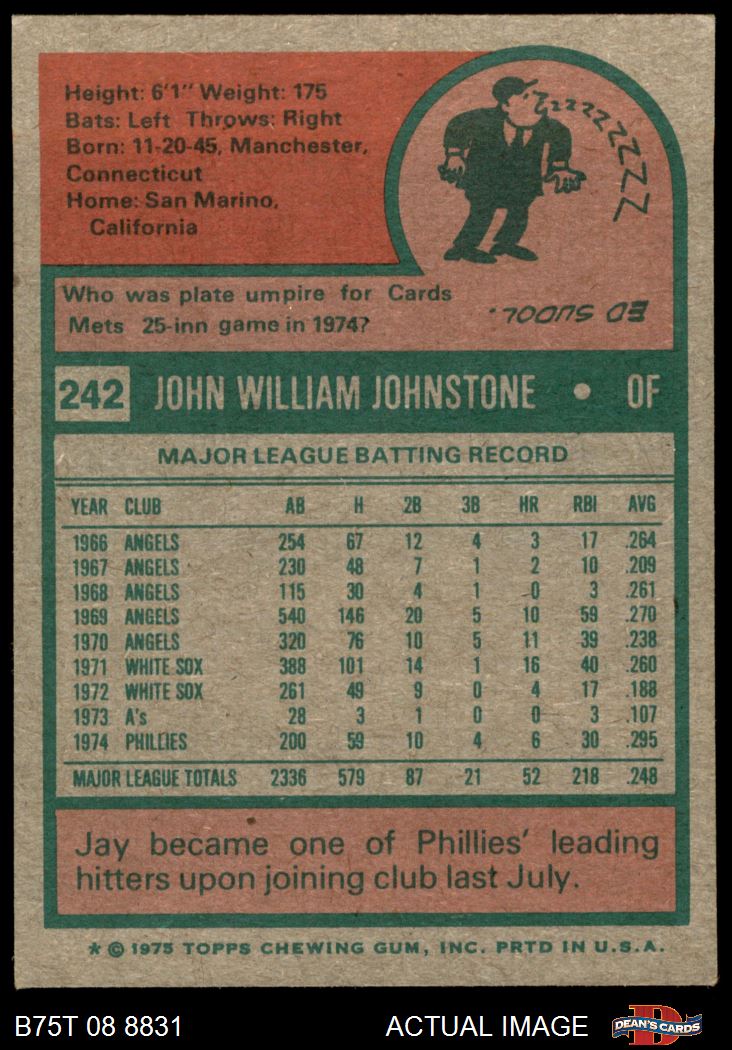 Height: 6'1" Weight: 175
Bats: Left Throws: Right
Born: 11-20-45, Manchester,
Connecticut
Home: San Marino,
California
ZZZZZZZZZ
Who was plate umpire for Cards
Mets 25-inn game in 1974?
ED SUDOL.
242 JOHN WILLIAM JOHNSTONE • OF
MAJOR LEAGUE BATTING RECORD
YEAR CLUB AB H 2B 3B HR RBI AVG
1966 ANGELS 254 67 12 4 3 17 .264
1967 ANGELS 230 48 7 1 2 10 .209
1968 ANGELS 115 30 4 1 0 3 .261
1969 ANGELS 540 146 20 5 10 59 .270
1970 ANGELS 320 76 10 5 11 39 .238
1971 WHITE SOX 388 101 14 1 16 40 .260
1972 WHITE SOX 261 49 9 0 4 17 .188
1973 A's 28 3 1 0 0 3 .107
1974 PHILLIES 200 59 10 4 6 30 .295
MAJOR LEAGUE TOTALS 2336 579 87 21 52 218 .248
Jay became one of Phillies' leading
hitters upon joining club last July.
* © 1975 TOPPS CHEWING GUM, INC. PRTD IN U.S.A.
B75T 08 8831 ACTUAL IMAGE DEAN'S CARDS